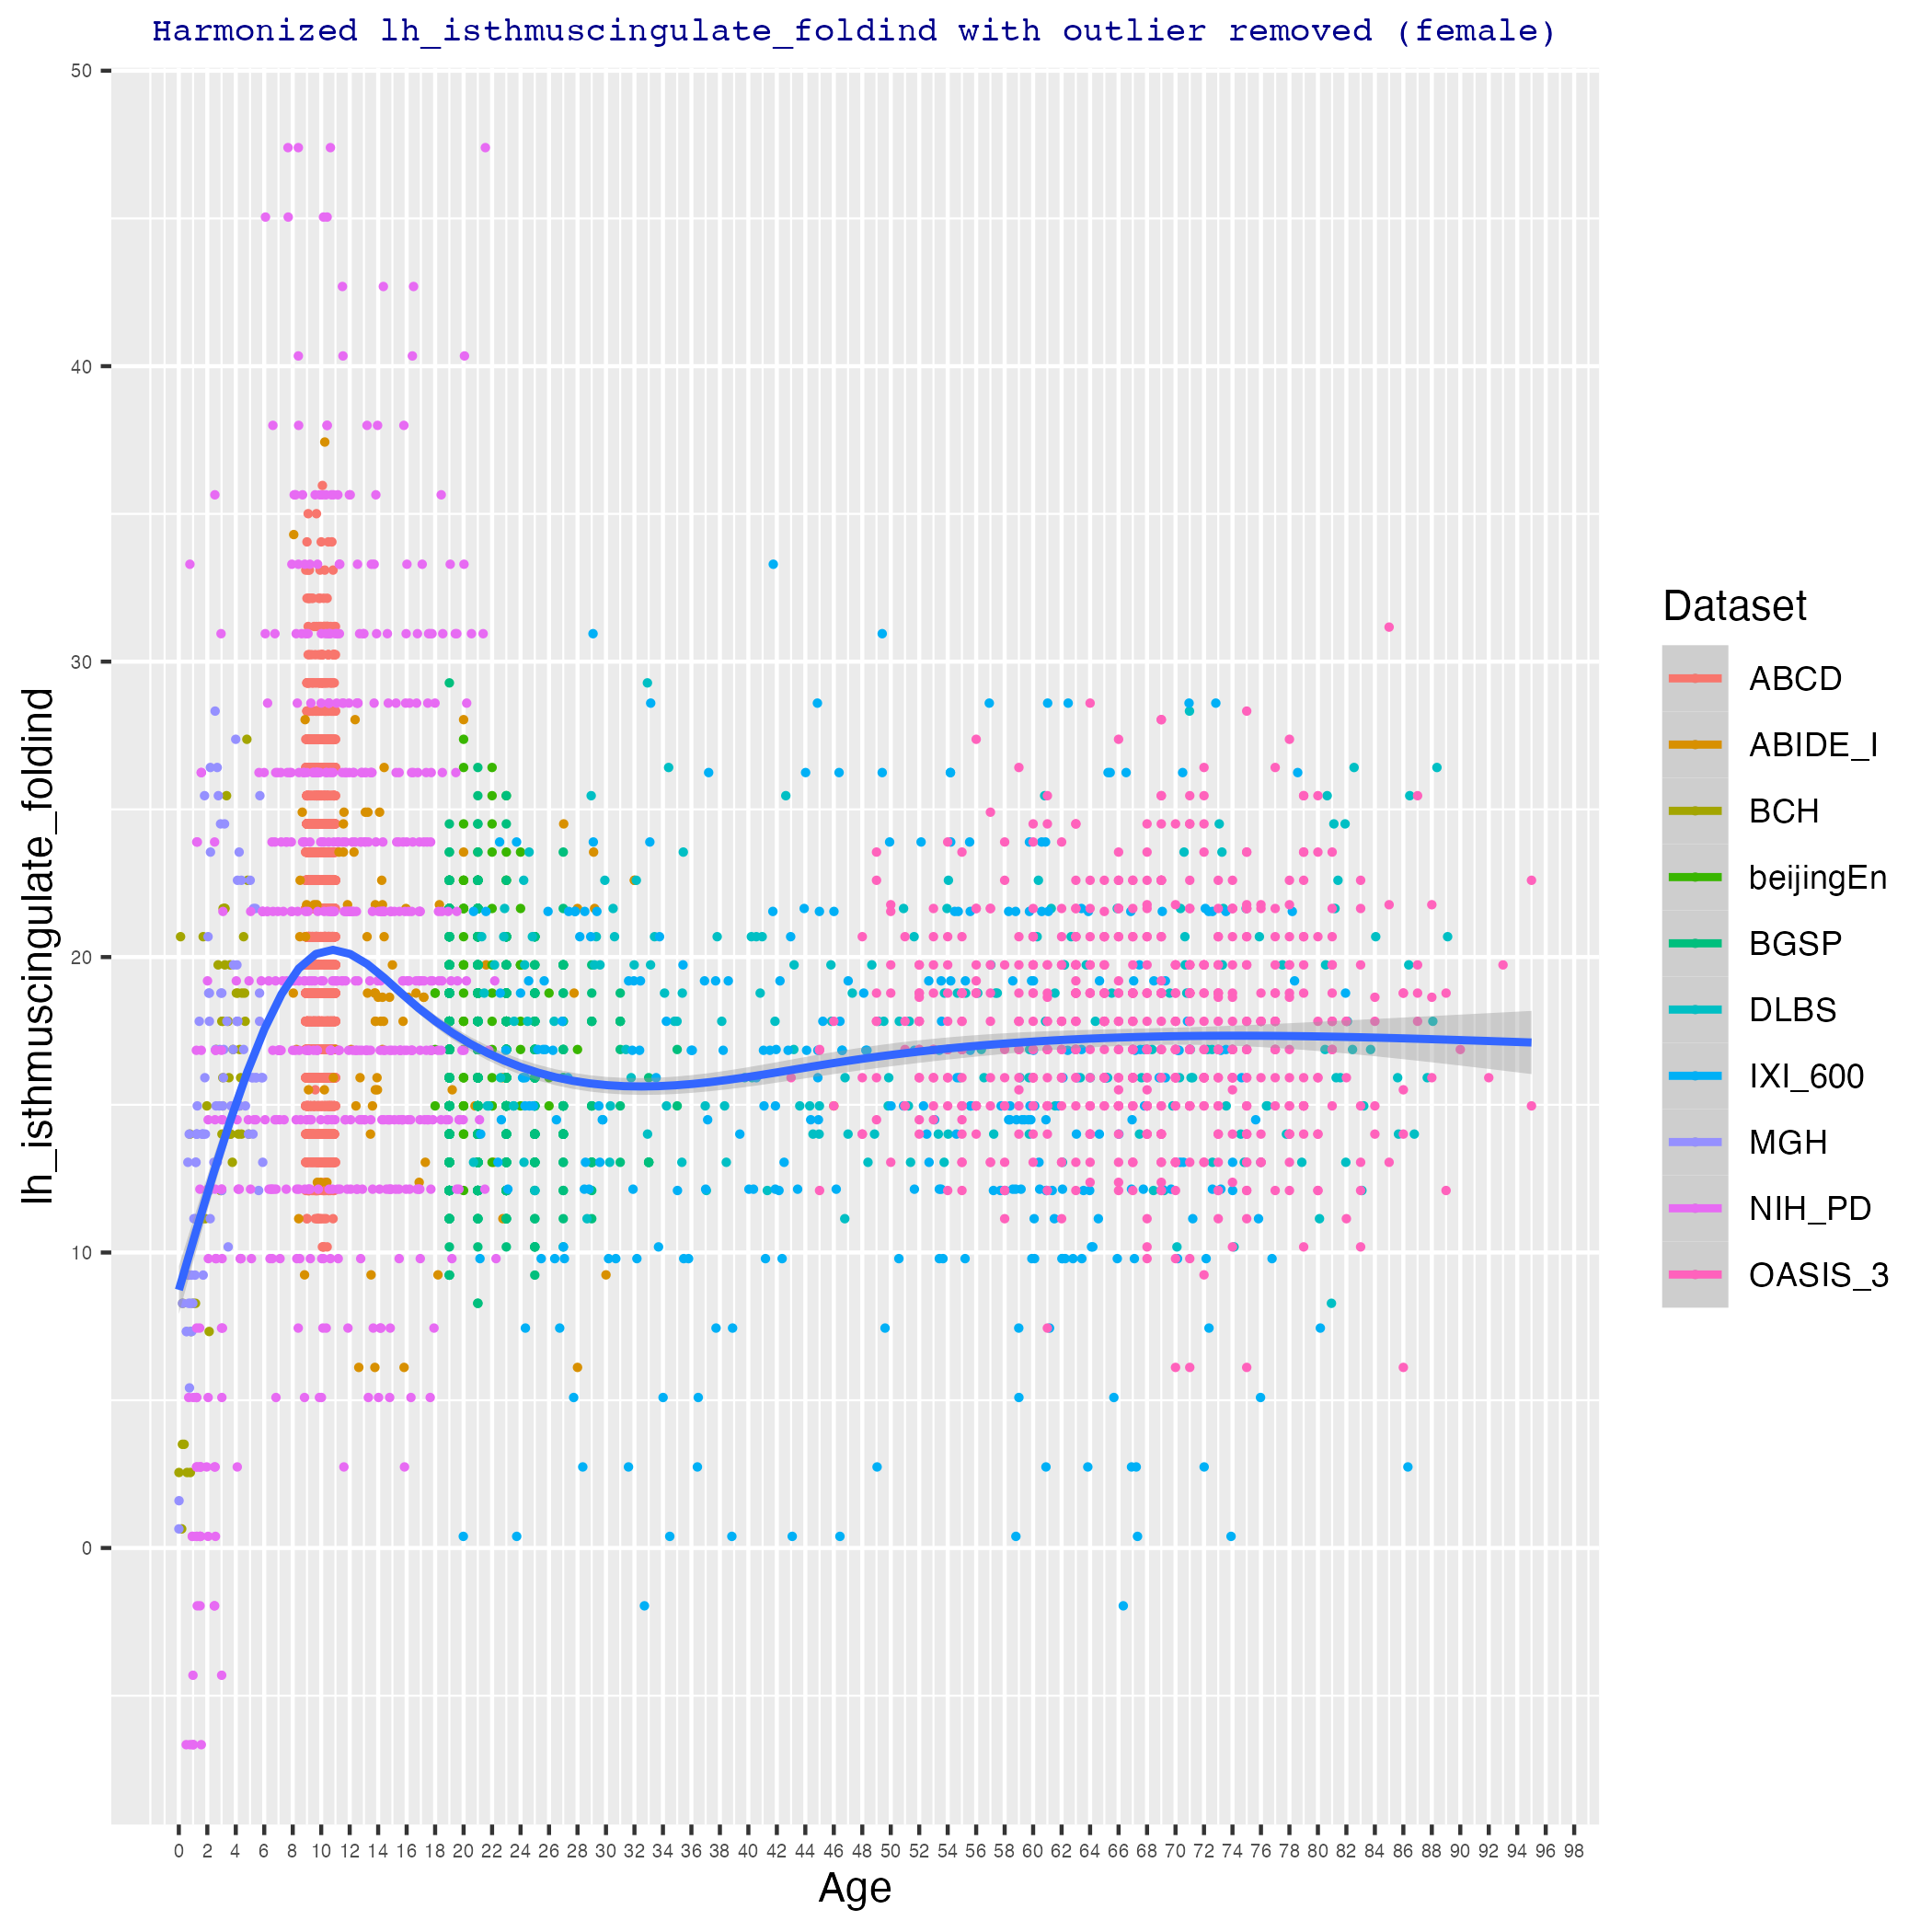 Harmonized lh_isthmuscingulate_foldind with outlier removed (female)
50
40
30
20
10
0
lh_isthmuscingulate_foldind
0 2 4 6 8 10 12 14 16 18 20 22 24 26 28 30 32 34 36 38 40 42 44 46 48 50 52 54 56 58 60 62 64 66 68 70 72 74 76 78 80 82 84 86 88 90 92 94 96 98
Age
Dataset
ABCD
ABIDE_I
BCH
beijingEn
BGSP
DLBS
IXI_600
MGH
NIH_PD
OASIS_3